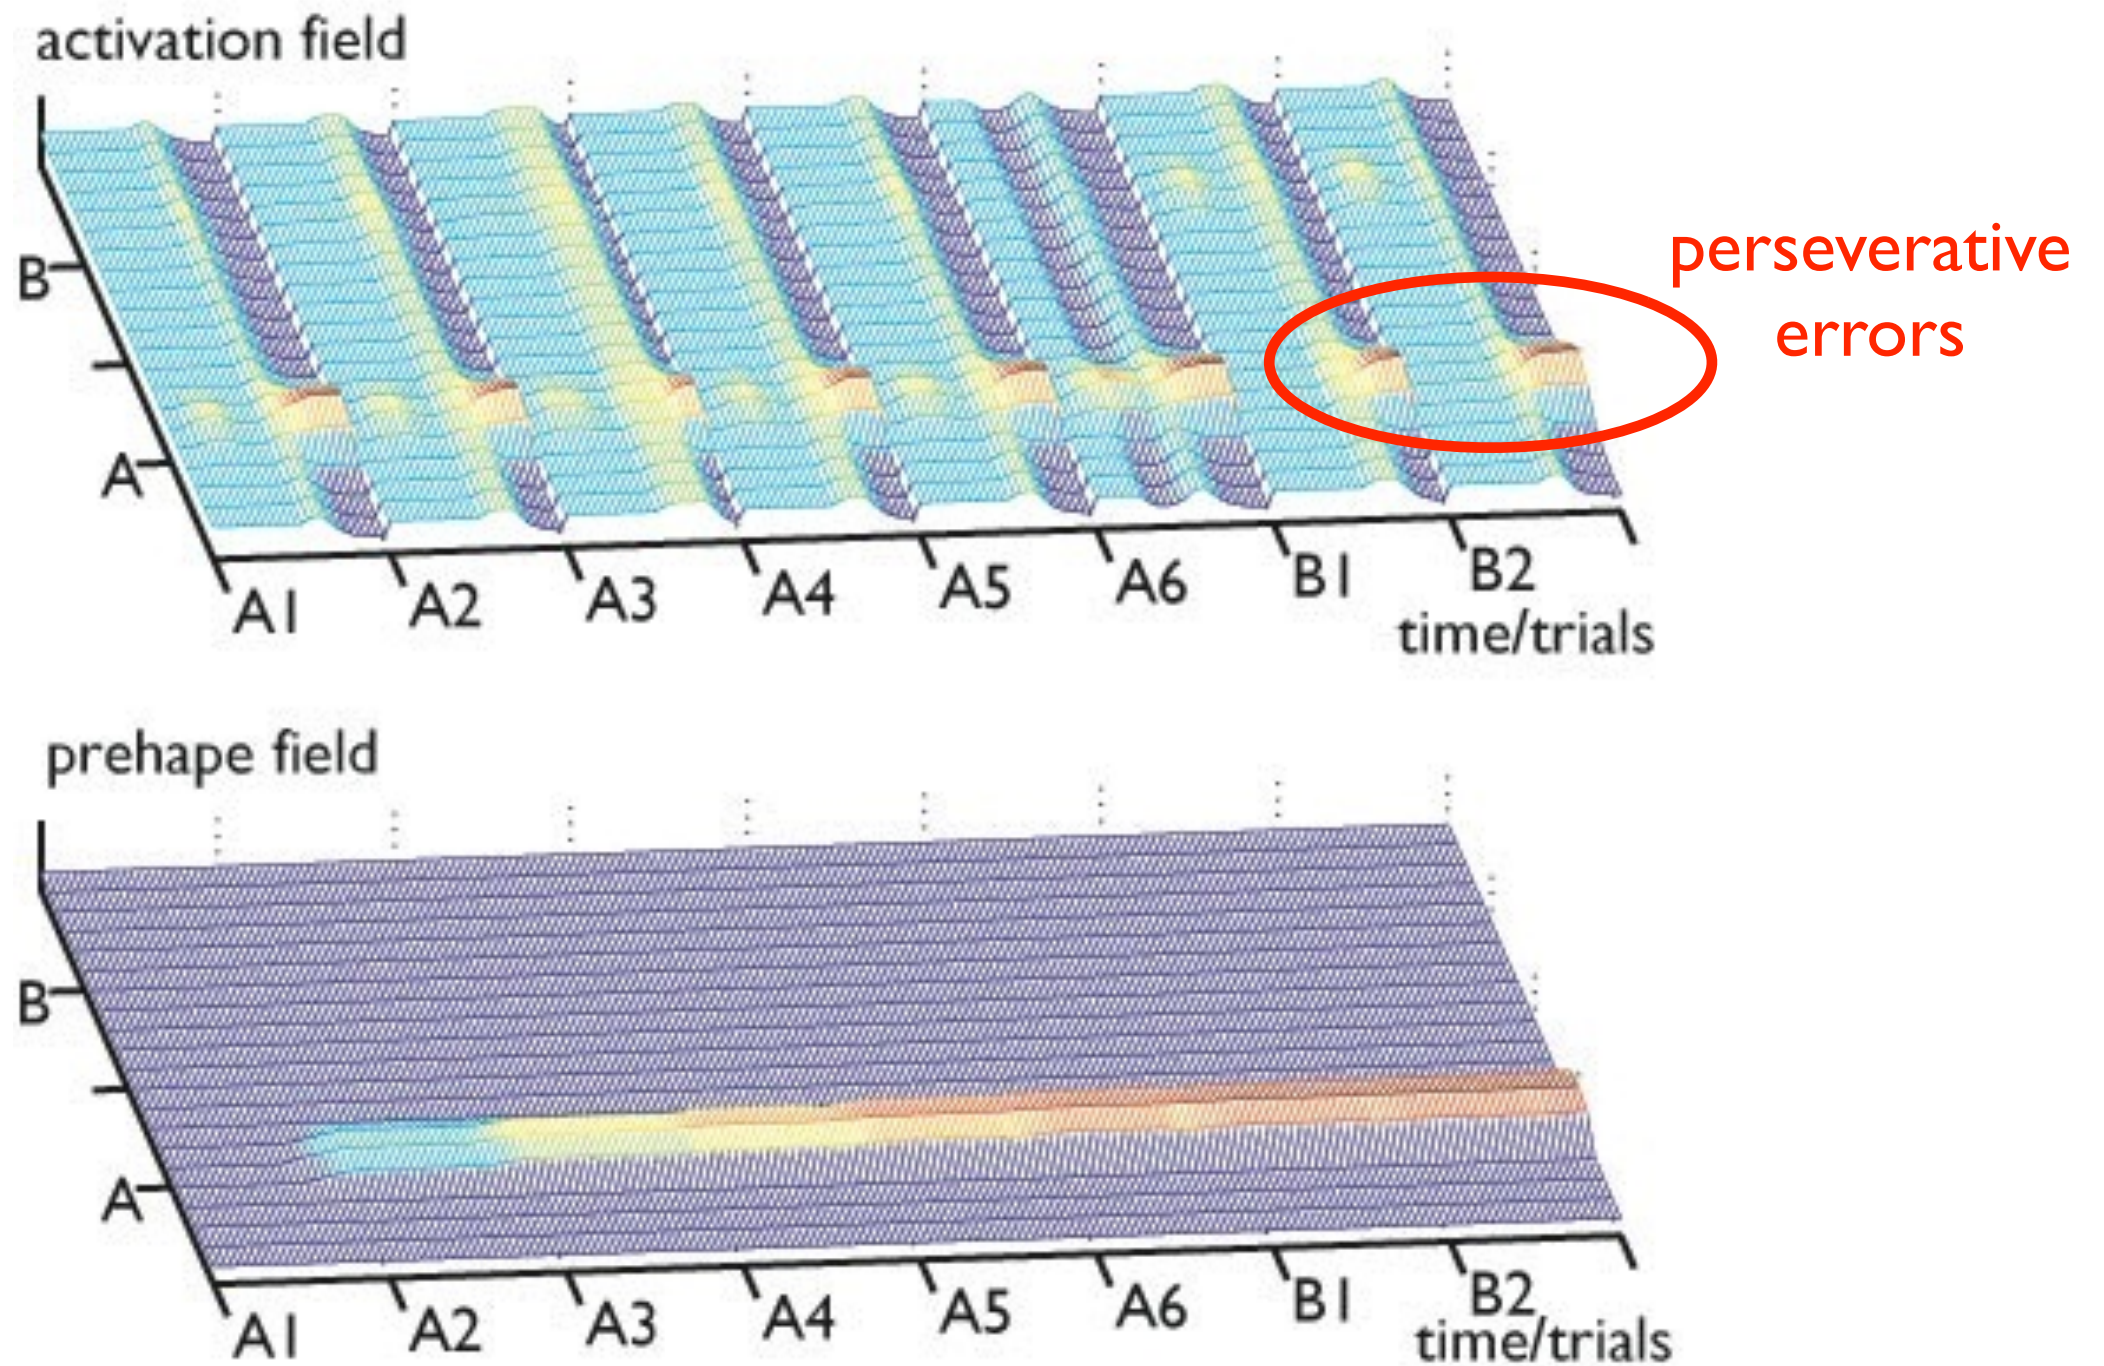 activation field
B
A
A1 A2 A3 A4 A5 A6 B1 B2
time/trials
perseverative
errors
prehape field
B
A
A1 A2 A3 A4 A5 A6 B1 B2
time/trials